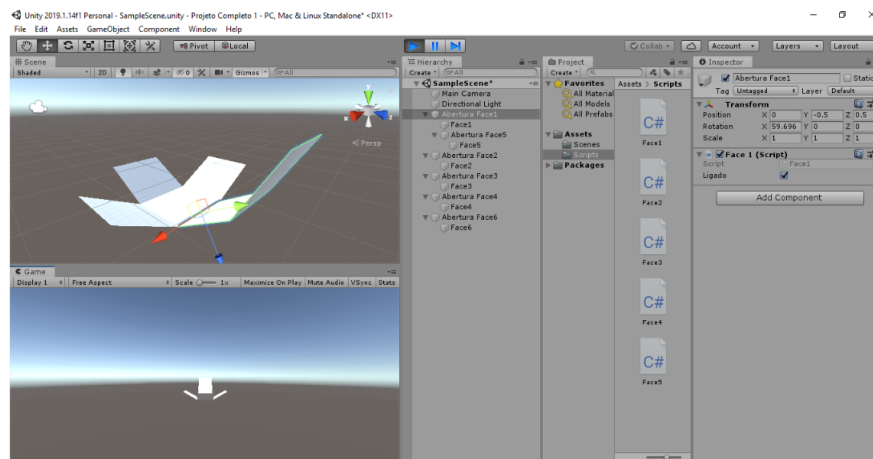 Unity 2019.1.14f1 Personal - SampleScene.unity - Projeto Completo 1 - PC, Mac & Linux Standalone* <DX11>
File Edit Assets GameObject Component Window Help
Pivot Local
Collab Account Layers Layout
Scene
Shaded 2D 0 Gizmos All
y
x
z
Persp
Game
Display 1 Free Aspect Scale 1x Maximize On Play Mute Audio VSync Stats
Hierarchy
Create All
SampleScene*
Main Camera
Directional Light
Abertura Face1
Face1
Abertura Face5
Face5
Abertura Face2
Face2
Abertura Face3
Face3
Abertura Face4
Face4
Abertura Face6
Face6
Project
Create
Favorites
All Material
All Models
All Prefabs
Assets
Scenes
Scripts
Packages
Assets > Scripts
C#
Face1
C#
Face2
C#
Face3
C#
Face4
C#
Face5
Inspector
Abertura Face1 Static
Tag Untagged Layer Default
Transform
Position X 0 Y -0.5 Z 0.5
Rotation X 59.696 Y 0 Z 0
Scale X 1 Y 1 Z 1
Face 1 (Script)
Script Face1
Ligado
Add Component